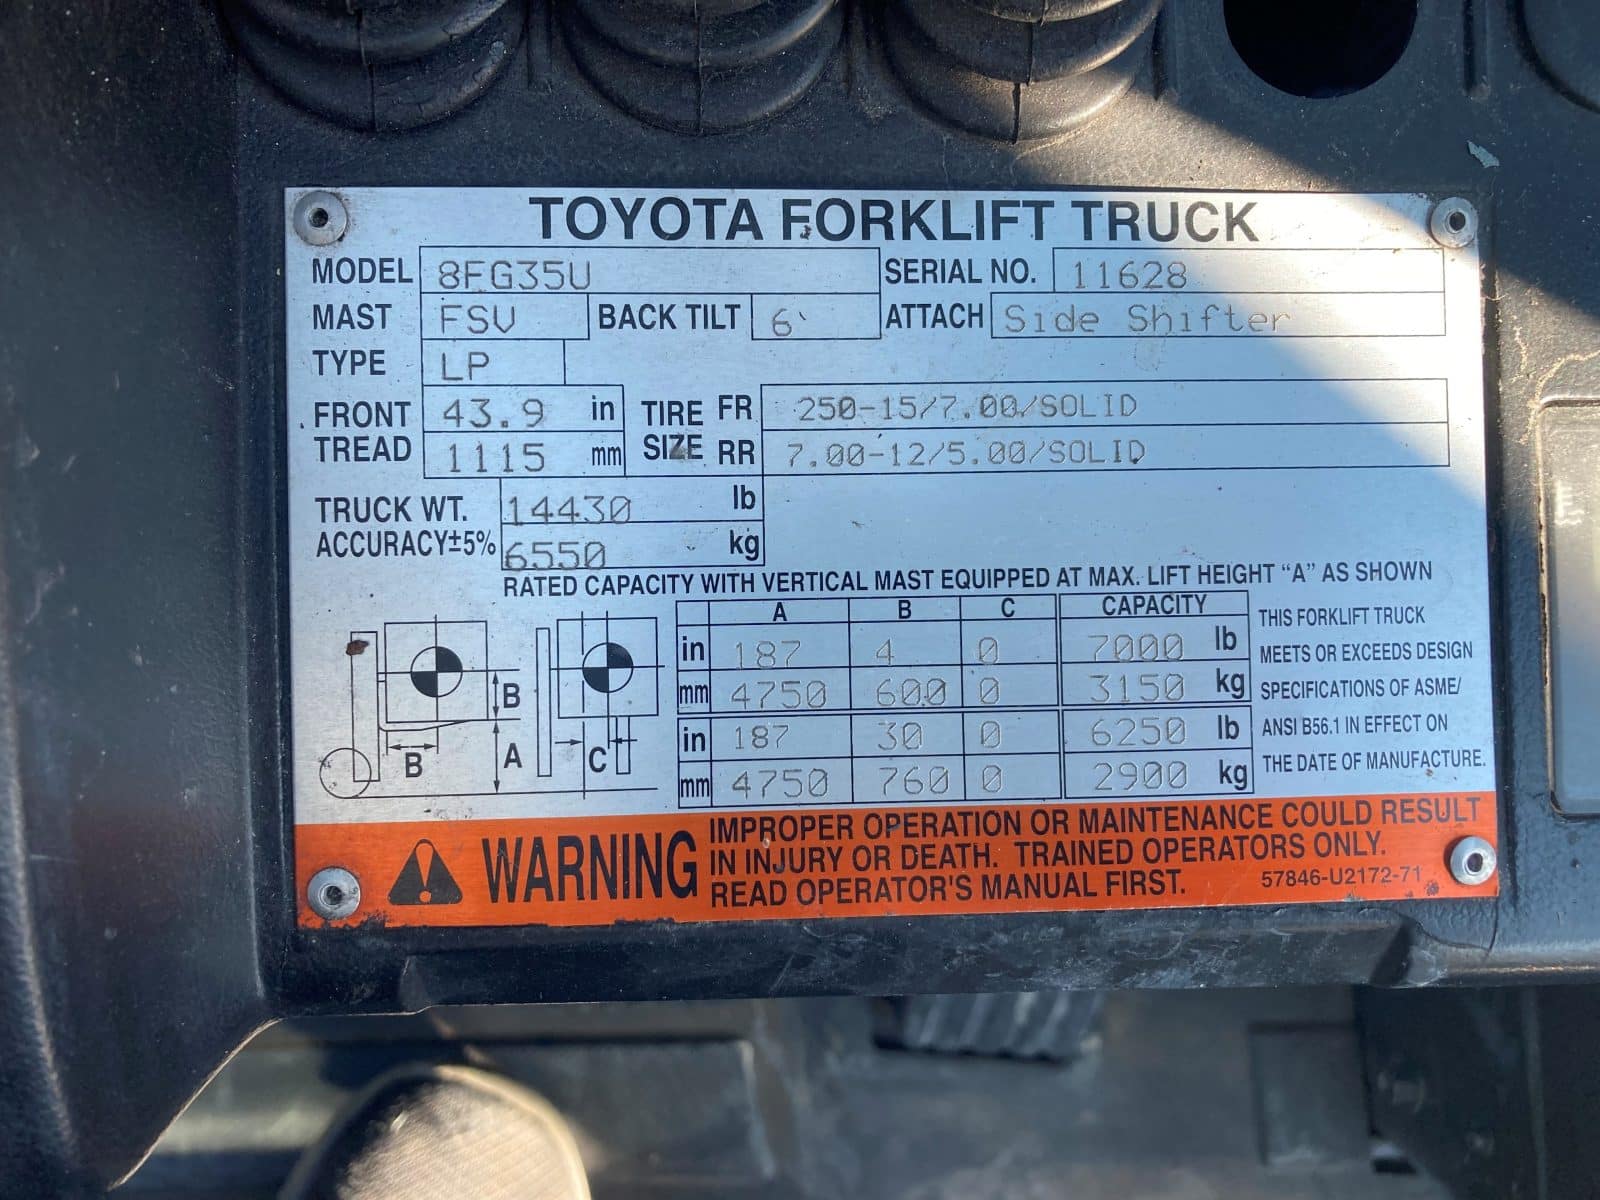 TOYOTA FORKLIFT TRUCK
MODEL 8FG35U SERIAL NO. 11628
MAST FSV BACK TILT 6° ATTACH Side Shifter
TYPE LP
FRONT TREAD 43.9 in TIRE SIZE FR 250-15/7.00/SOLID
1115 mm RR 7.00-12/5.00/SOLID
TRUCK WT. 14430 lb
ACCURACY±5% 6550 kg
RATED CAPACITY WITH VERTICAL MAST EQUIPPED AT MAX. LIFT HEIGHT "A" AS SHOWN
A B C CAPACITY
in 187 4 0 7000 lb
mm 4750 600 0 3150 kg
in 187 30 0 6250 lb
mm 4750 760 0 2900 kg
B
B
A
C
THIS FORKLIFT TRUCK
MEETS OR EXCEEDS DESIGN
SPECIFICATIONS OF ASME/
ANSI B56.1 IN EFFECT ON
THE DATE OF MANUFACTURE.
WARNING
IMPROPER OPERATION OR MAINTENANCE COULD RESULT
IN INJURY OR DEATH. TRAINED OPERATORS ONLY.
READ OPERATOR'S MANUAL FIRST.
57846-U2172-71